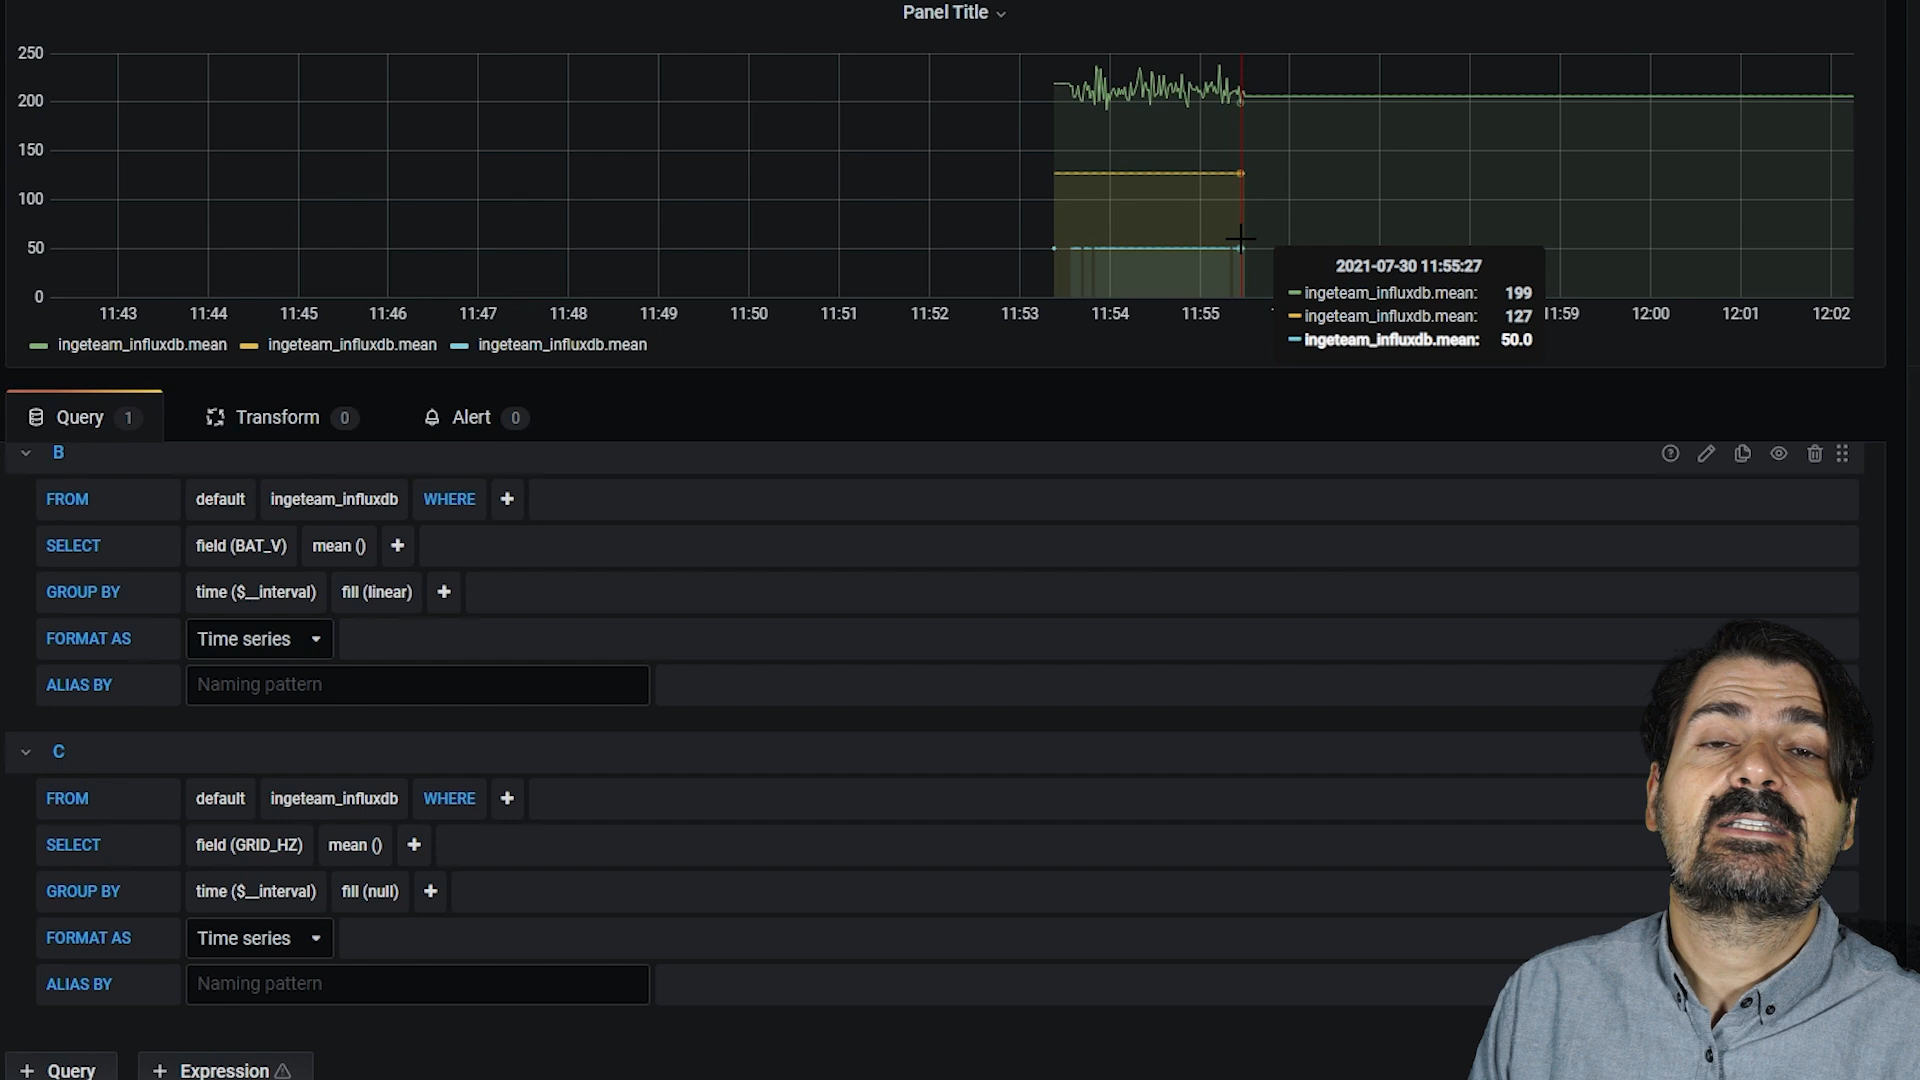 Panel Title
250
200
150
100
50
0
11:43 11:44 11:45 11:46 11:47 11:48 11:49 11:50 11:51 11:52 11:53 11:54 11:55 11:59 12:00 12:01 12:02
2021-07-30 11:55:27
ingeteam_influxdb.mean: 199
ingeteam_influxdb.mean: 127
ingeteam_influxdb.mean: 50.0
ingeteam_influxdb.mean ingeteam_influxdb.mean ingeteam_influxdb.mean
Query 1 Transform 0 Alert 0
B
FROM default ingeteam_influxdb WHERE +
SELECT field (BAT_V) mean () +
GROUP BY time ($__interval) fill (linear) +
FORMAT AS Time series
ALIAS BY Naming pattern
C
FROM default ingeteam_influxdb WHERE +
SELECT field (GRID_HZ) mean () +
GROUP BY time ($__interval) fill (null) +
FORMAT AS Time series
ALIAS BY Naming pattern
+ Query + Expression